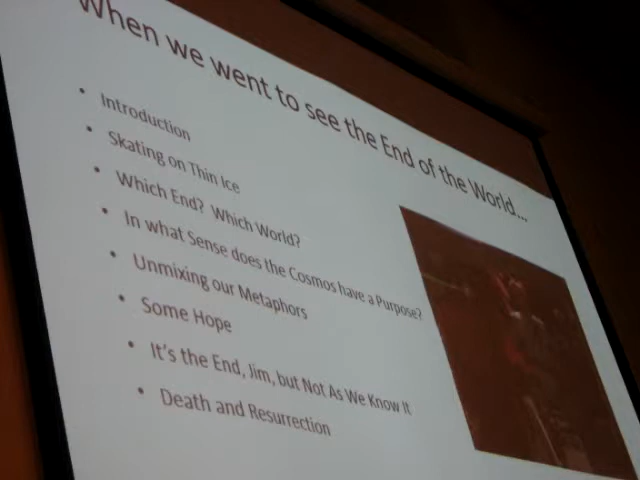 When we went to see the End of the World...
• Introduction
• Skating on Thin Ice
• Which End? Which World?
• In what Sense does the Cosmos have a Purpose?
• Unmixing our Metaphors
• Some Hope
• It's the End, Jim, but Not As We Know It
• Death and Resurrection